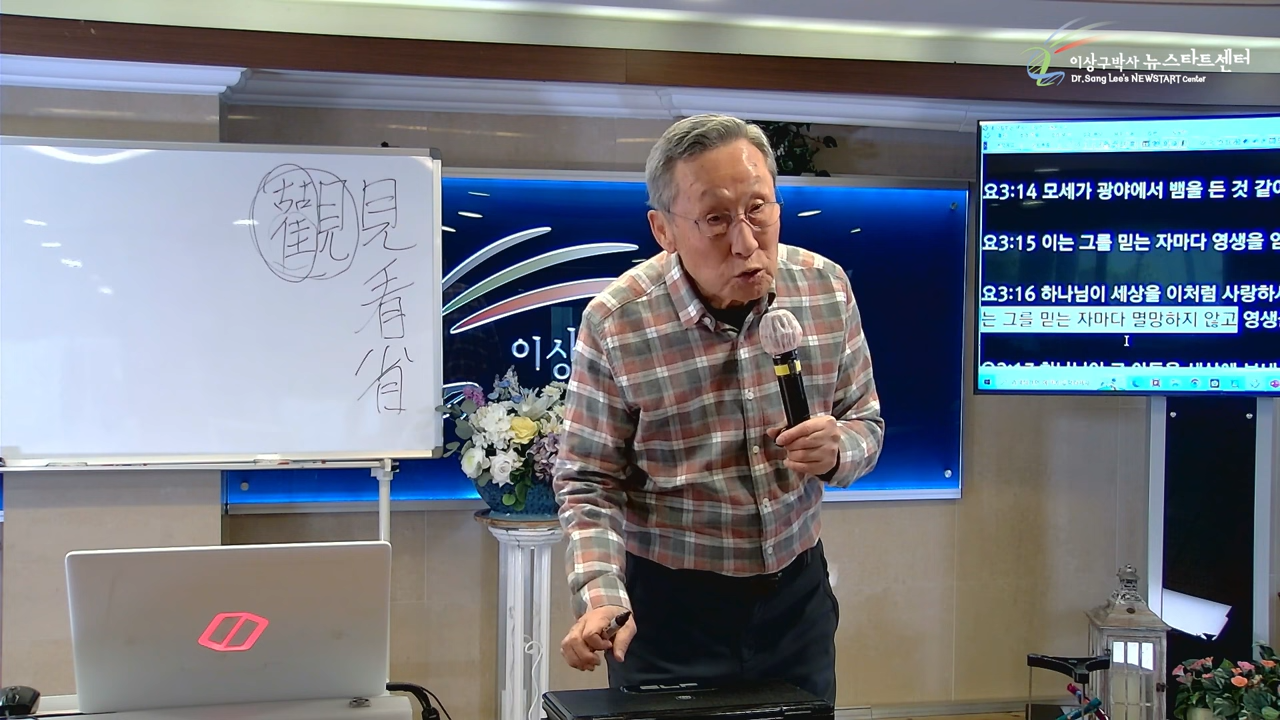 이상구박사 뉴스타트센터
Dr. Sang Lee's NEWSTART Center
觀見
看
省
이상
요3:14 모세가 광야에서 뱀을 든 것 같이
요3:15 이는 그를 믿는 자마다 영생을
요3:16 하나님이 세상을 이처럼 사랑하사
는 그를 믿는 자마다 멸망하지 않고 영생